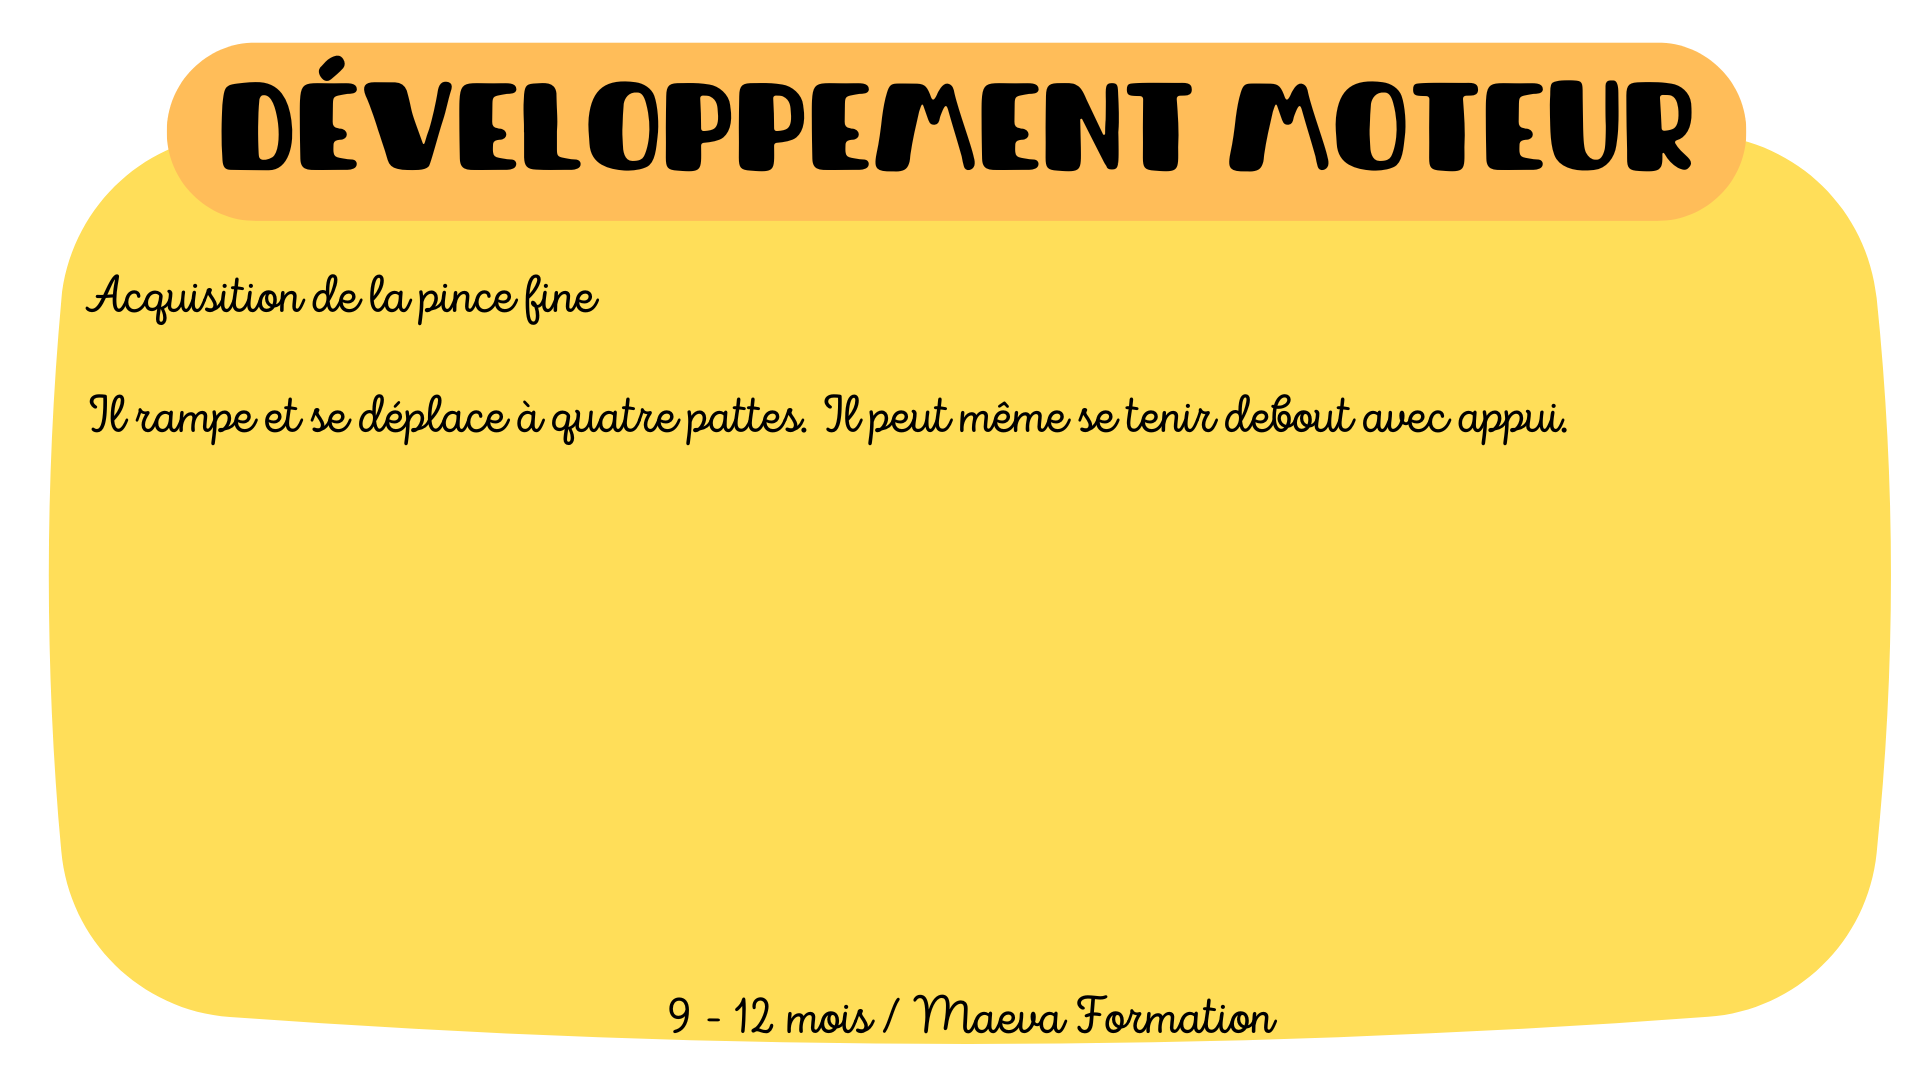 DÉVELOPPEMENT MOTEUR
Acquisition de la pince fine
Il rampe et se déplace à quatre pattes. Il peut même se tenir debout avec appui.
9 - 12 mois / Maeva Formation